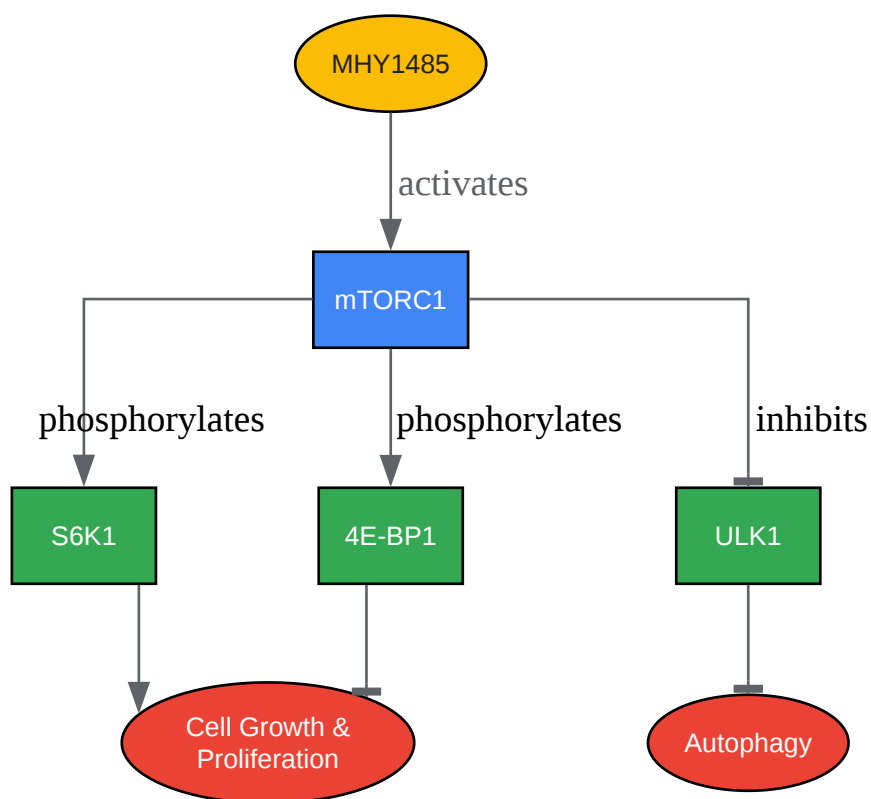 MHY1485
activates
mTORC1
phosphorylates
phosphorylates
inhibits
S6K1
4E-BP1
ULK1
Cell Growth &
Proliferation
Autophagy